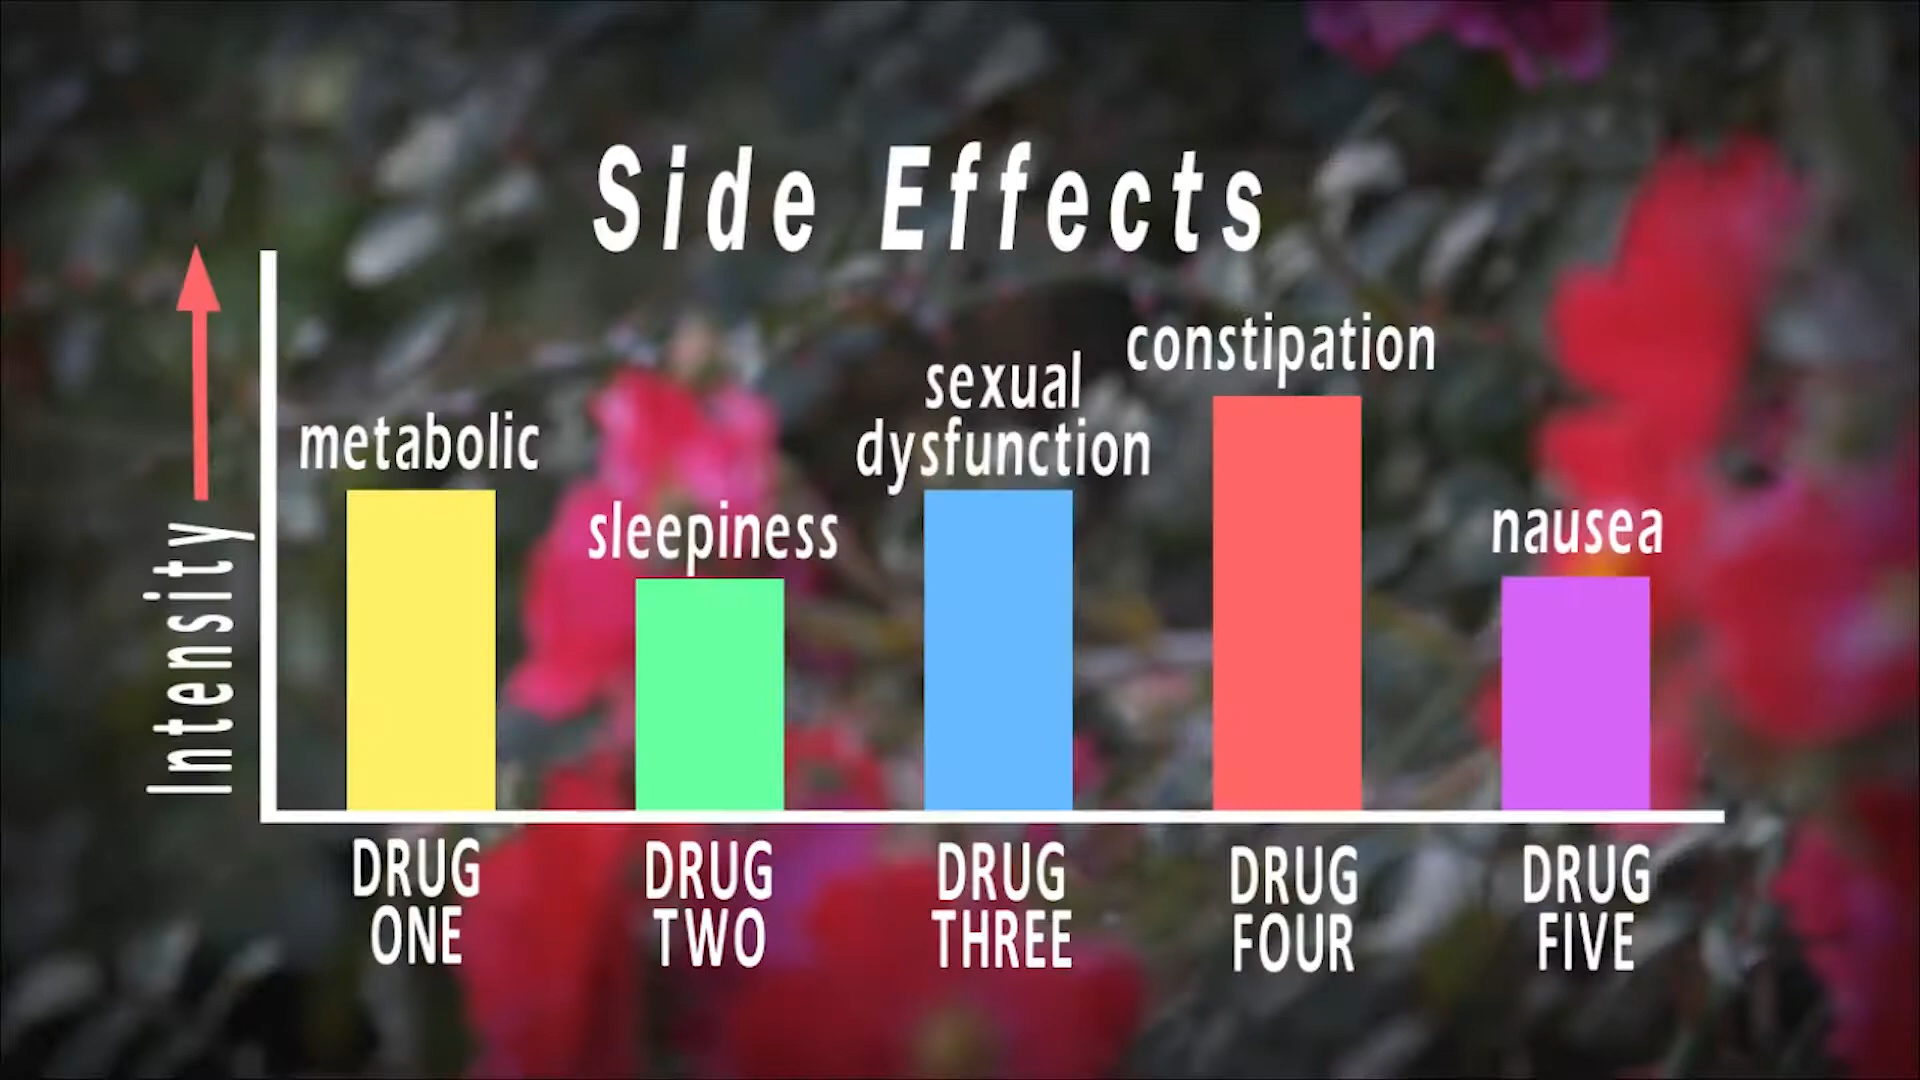 Side Effects
Intensity
metabolic
sleepiness
sexual
dysfunction
constipation
nausea
DRUG
ONE
DRUG
TWO
DRUG
THREE
DRUG
FOUR
DRUG
FIVE